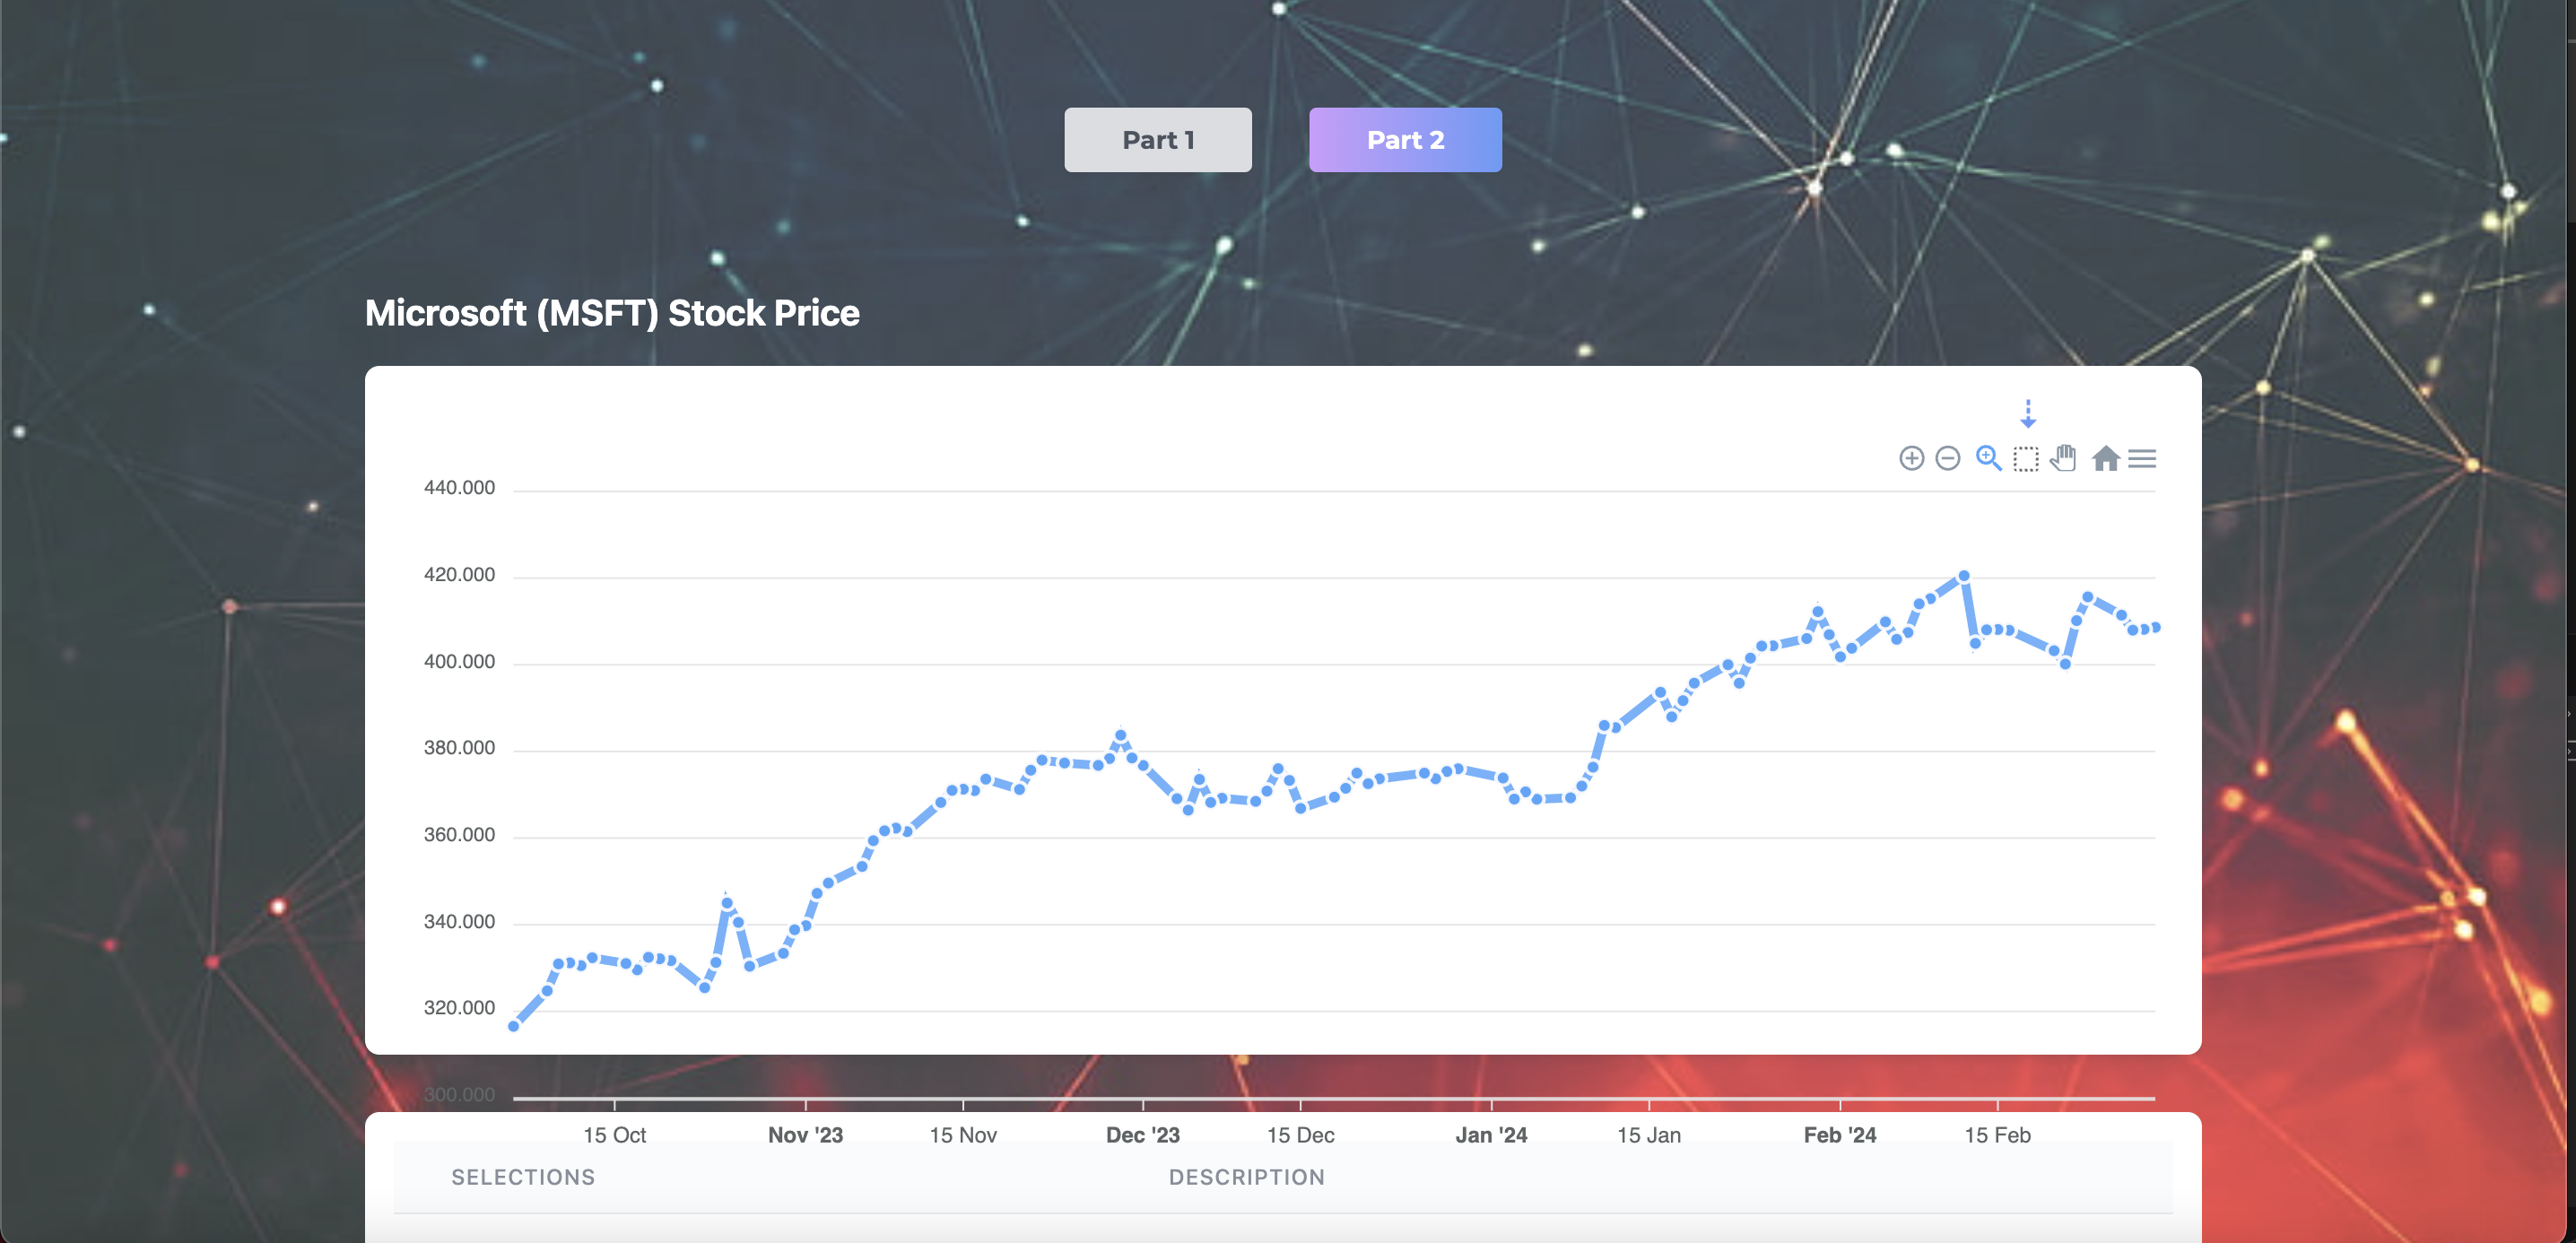 Part 1 Part 2
Microsoft (MSFT) Stock Price
440.000
420.000
400.000
380.000
360.000
340.000
320.000
300.000
15 Oct Nov '23 15 Nov Dec '23 15 Dec Jan '24 15 Jan Feb '24 15 Feb
SELECTIONS DESCRIPTION